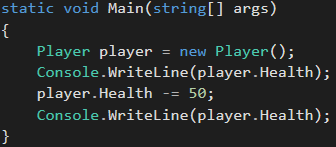 static void Main(string[] args)
{
    Player player = new Player();
    Console.WriteLine(player.Health);
    player.Health -= 50;
    Console.WriteLine(player.Health);
}